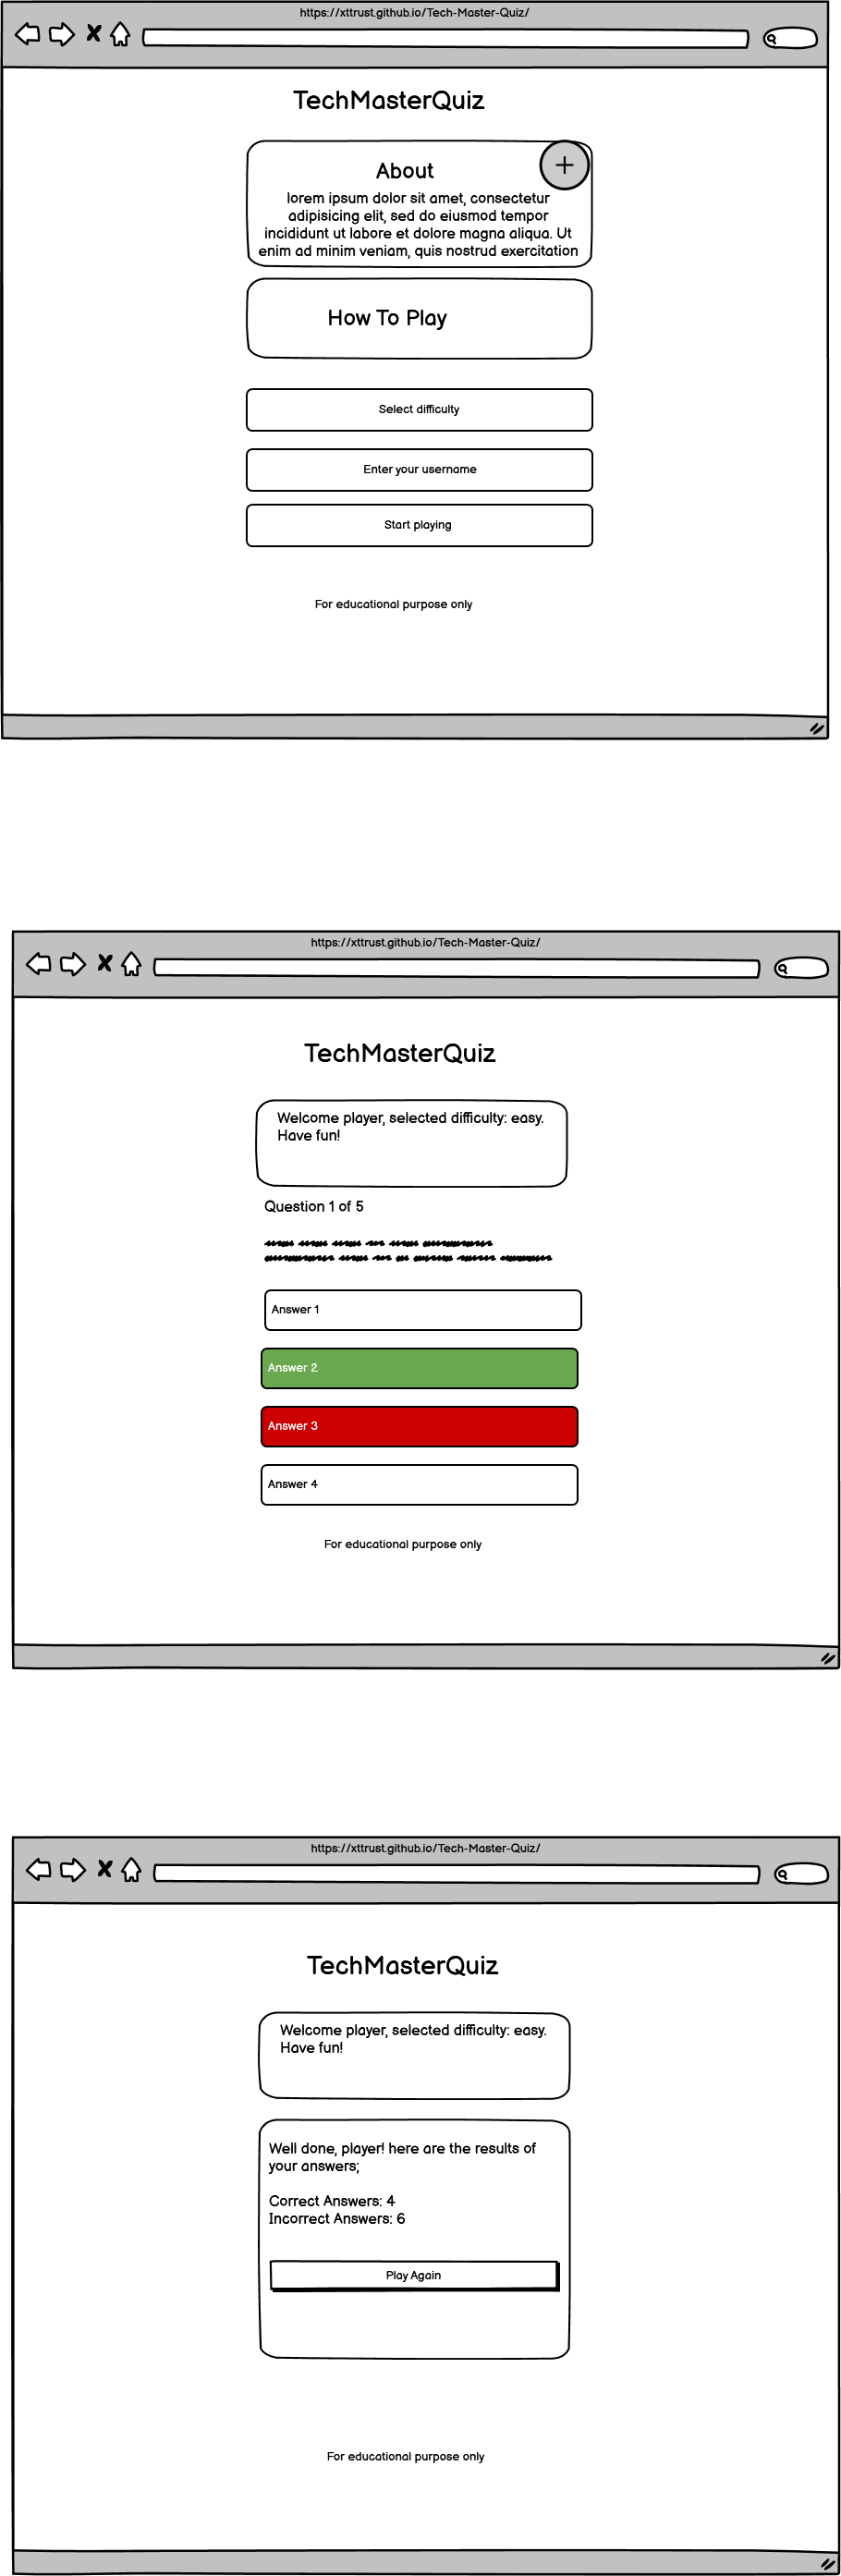 https://xttrust.github.io/Tech-Master-Quiz/
TechMasterQuiz
About
lorem ipsum dolor sit amet, consectetur
adipisicing elit, sed do eiusmod tempor
incididunt ut labore et dolore magna aliqua. Ut
enim ad minim veniam, quis nostrud exercitation
How To Play
Select difficulty
Enter your username
Start playing
For educational purpose only
https://xttrust.github.io/Tech-Master-Quiz/
TechMasterQuiz
Welcome player, selected difficulty: easy.
Have fun!
Question 1 of 5
Answer 1
Answer 2
Answer 3
Answer 4
For educational purpose only
https://xttrust.github.io/Tech-Master-Quiz/
TechMasterQuiz
Welcome player, selected difficulty: easy.
Have fun!
Well done, player! here are the results of
your answers;
Correct Answers: 4
Incorrect Answers: 6
Play Again
For educational purpose only